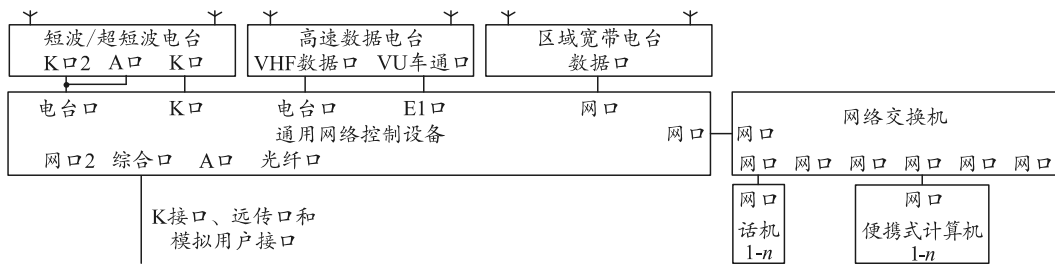 短波/超短波电台 高速数据电台 区域宽带电台
K口2 A口 K口 VHF数据口 VU车通口 数据口
电台口 K口 电台口 E1口 网口 网络交换机
通用网络控制设备 网口 网口
网口2 综合口 A口 光纤口 网口 网口 网口 网口 网口 网口
K接口、远传口和 网口 网口
模拟用户接口 话机 便携式计算机
1-n 1-n